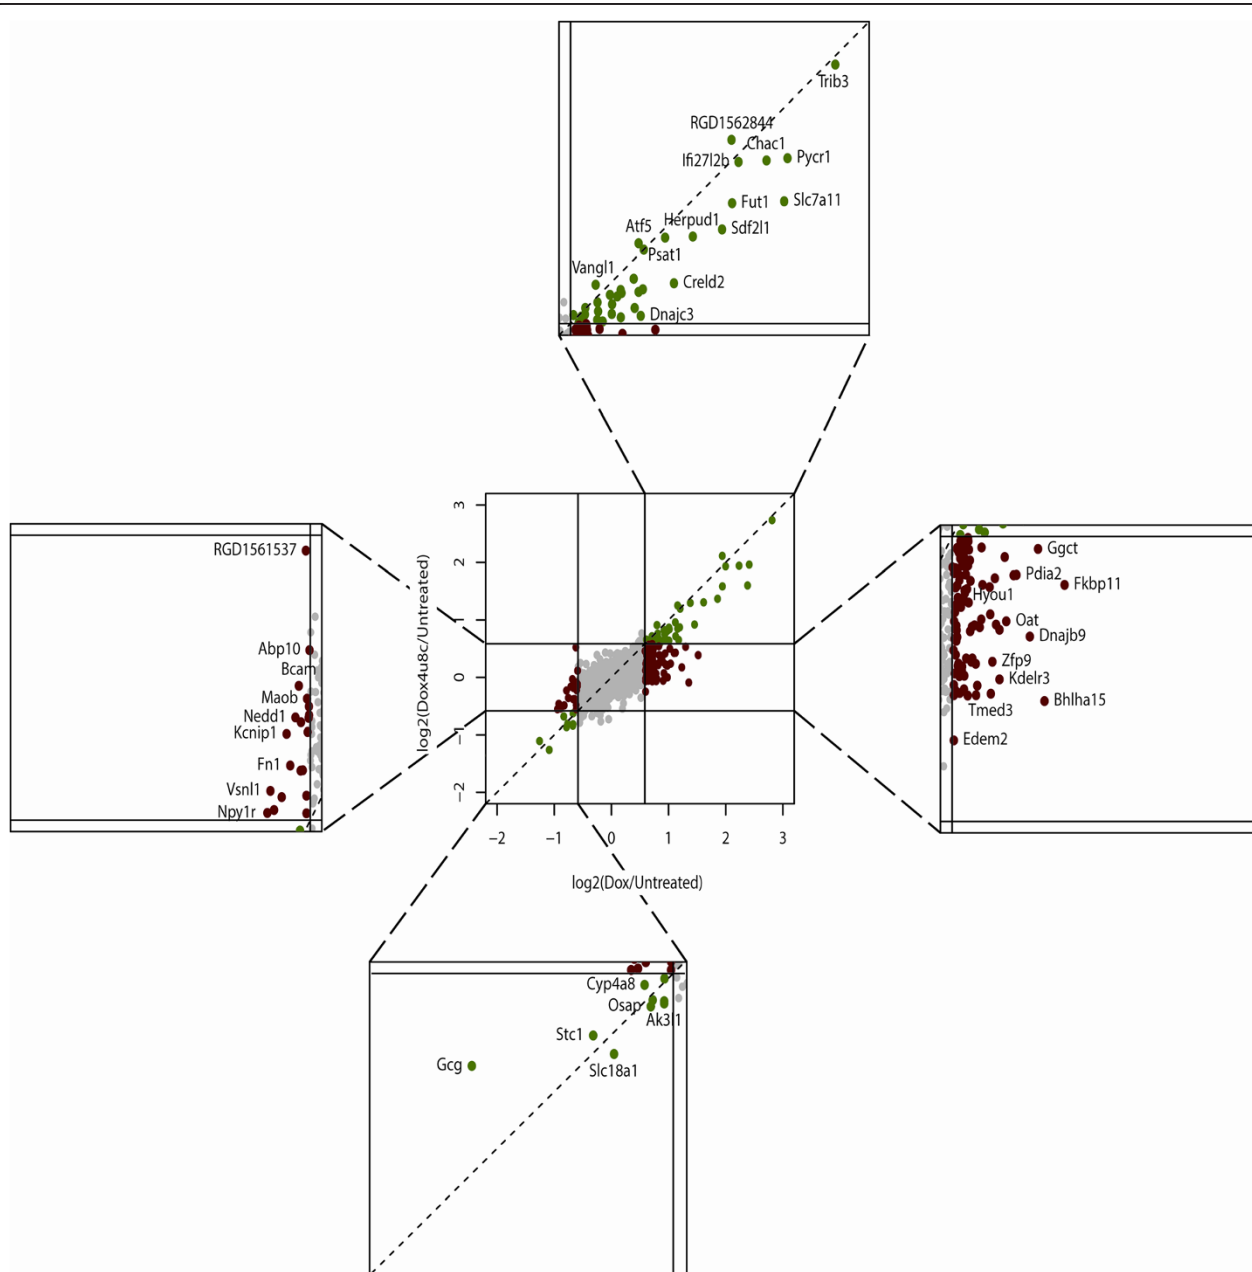 Trib3
RGD1562844
Chac1
Ifi27l2b
Pycr1
Fut1
Slc7a11
Atf5
Herpud1
Sdf2l1
Psat1
Vangl1
Creld2
Dnajc3
RGD1561537
Abp10
Bcam
Maob
Nedd1
Kcnip1
Fn1
Vsnl1
Npy1r
log2(Dox4u8c/Untreated)
3
2
1
0
−1
−2
−2 −1 0 1 2 3
log2(Dox/Untreated)
Ggct
Pdia2
Fkbp11
Hyou1
Oat
Dnajb9
Zfp9
Kdelr3
Bhlha15
Tmed3
Edem2
Cyp4a8
Osap
Ak3l1
Stc1
Gcg
Slc18a1